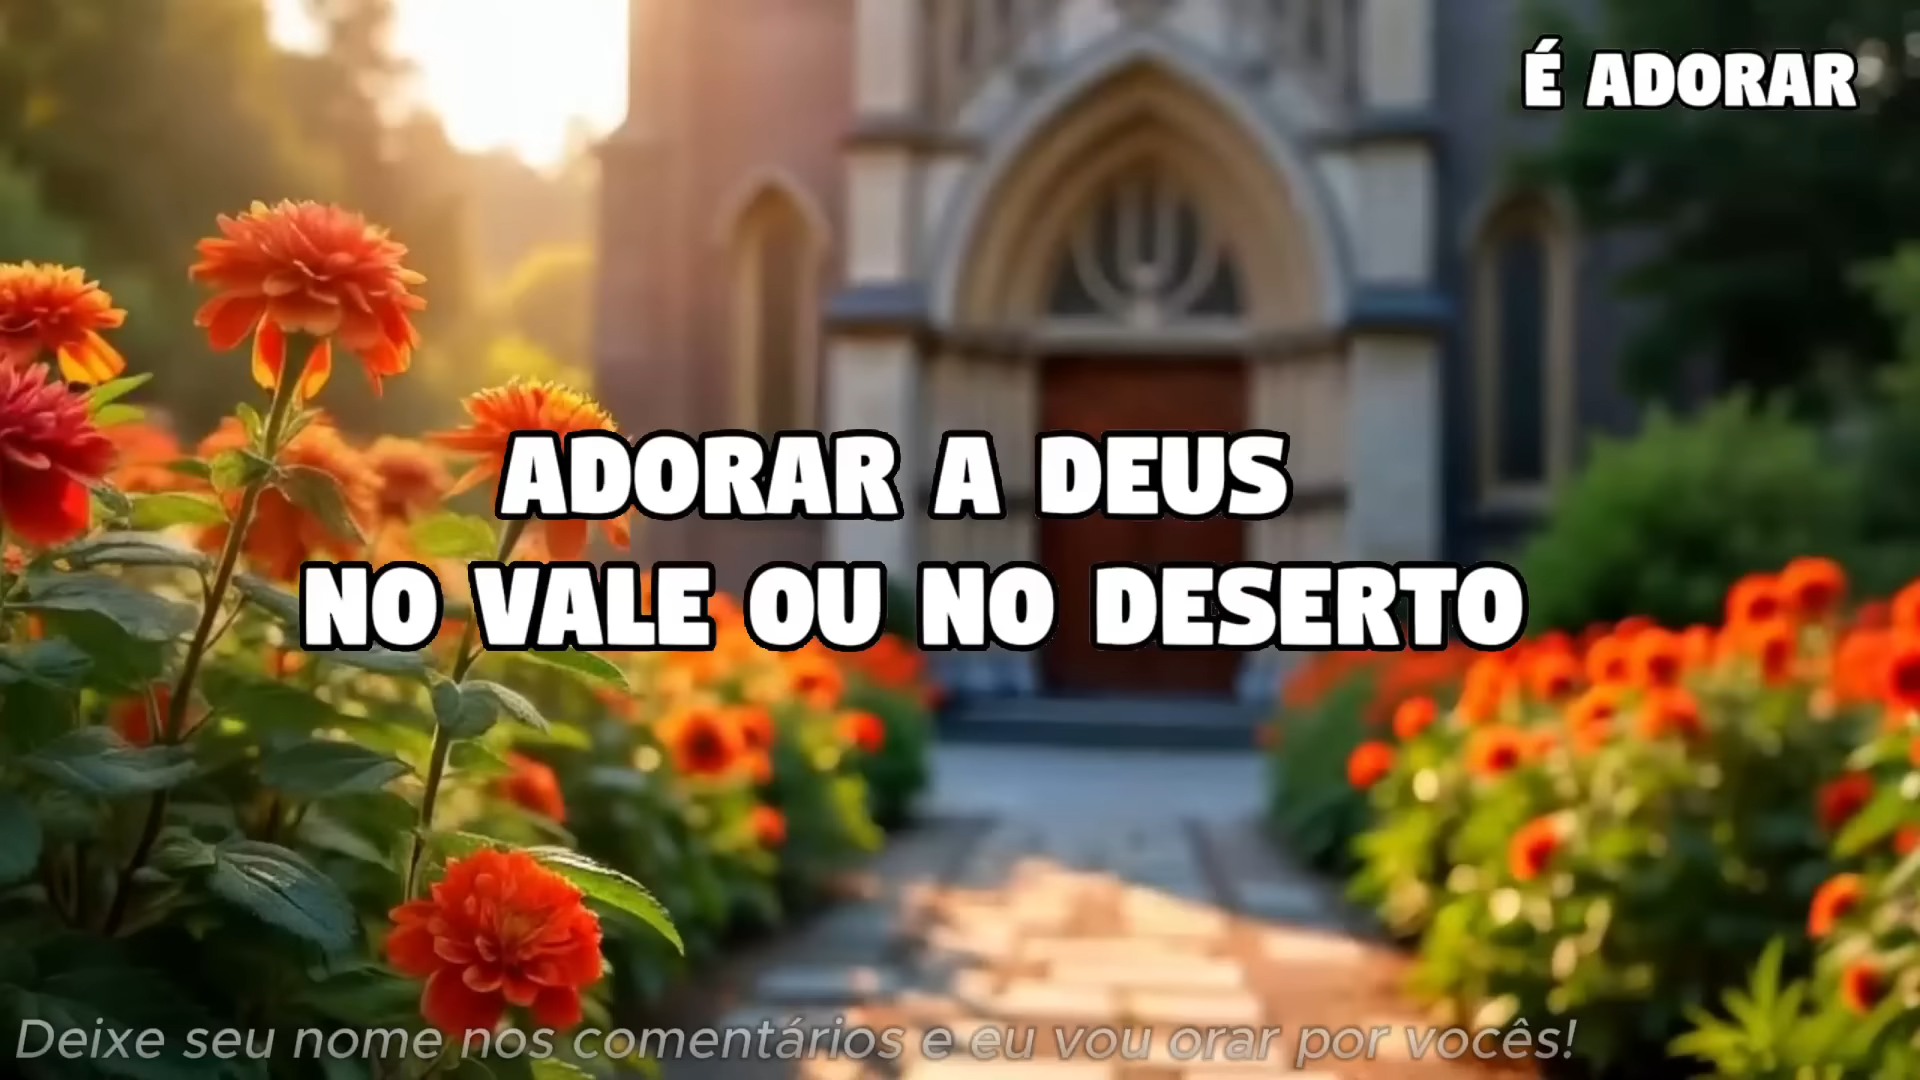 É ADORAR
ADORAR A DEUS
NO VALE OU NO DESERTO
Deixe seu nome nos comentários e eu vou orar por vocês!